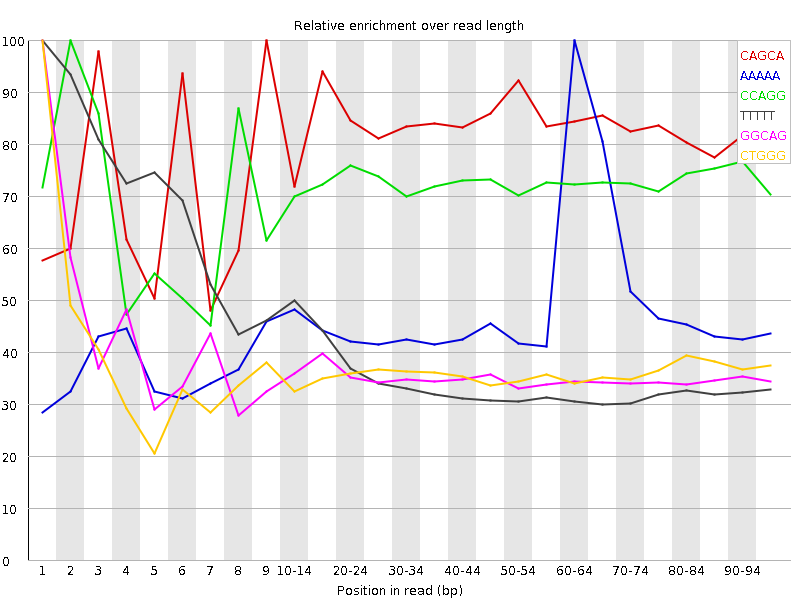 Relative enrichment over read length
100
90
80
70
60
50
40
30
20
10
0
CAGCA
AAAAA
CCAGG
TTTTT
GGCAG
CTGGG
1 2 3 4 5 6 7 8 9 10-14 20-24 30-34 40-44 50-54 60-64 70-74 80-84 90-94
Position in read (bp)